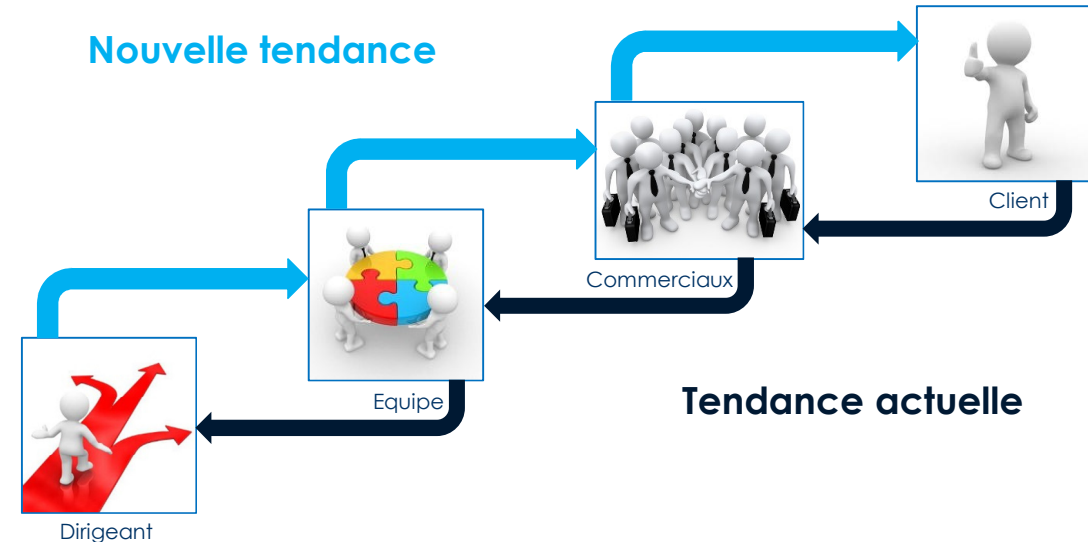 Nouvelle tendance
Client
Commerciaux
Equipe
Tendance actuelle
Dirigeant